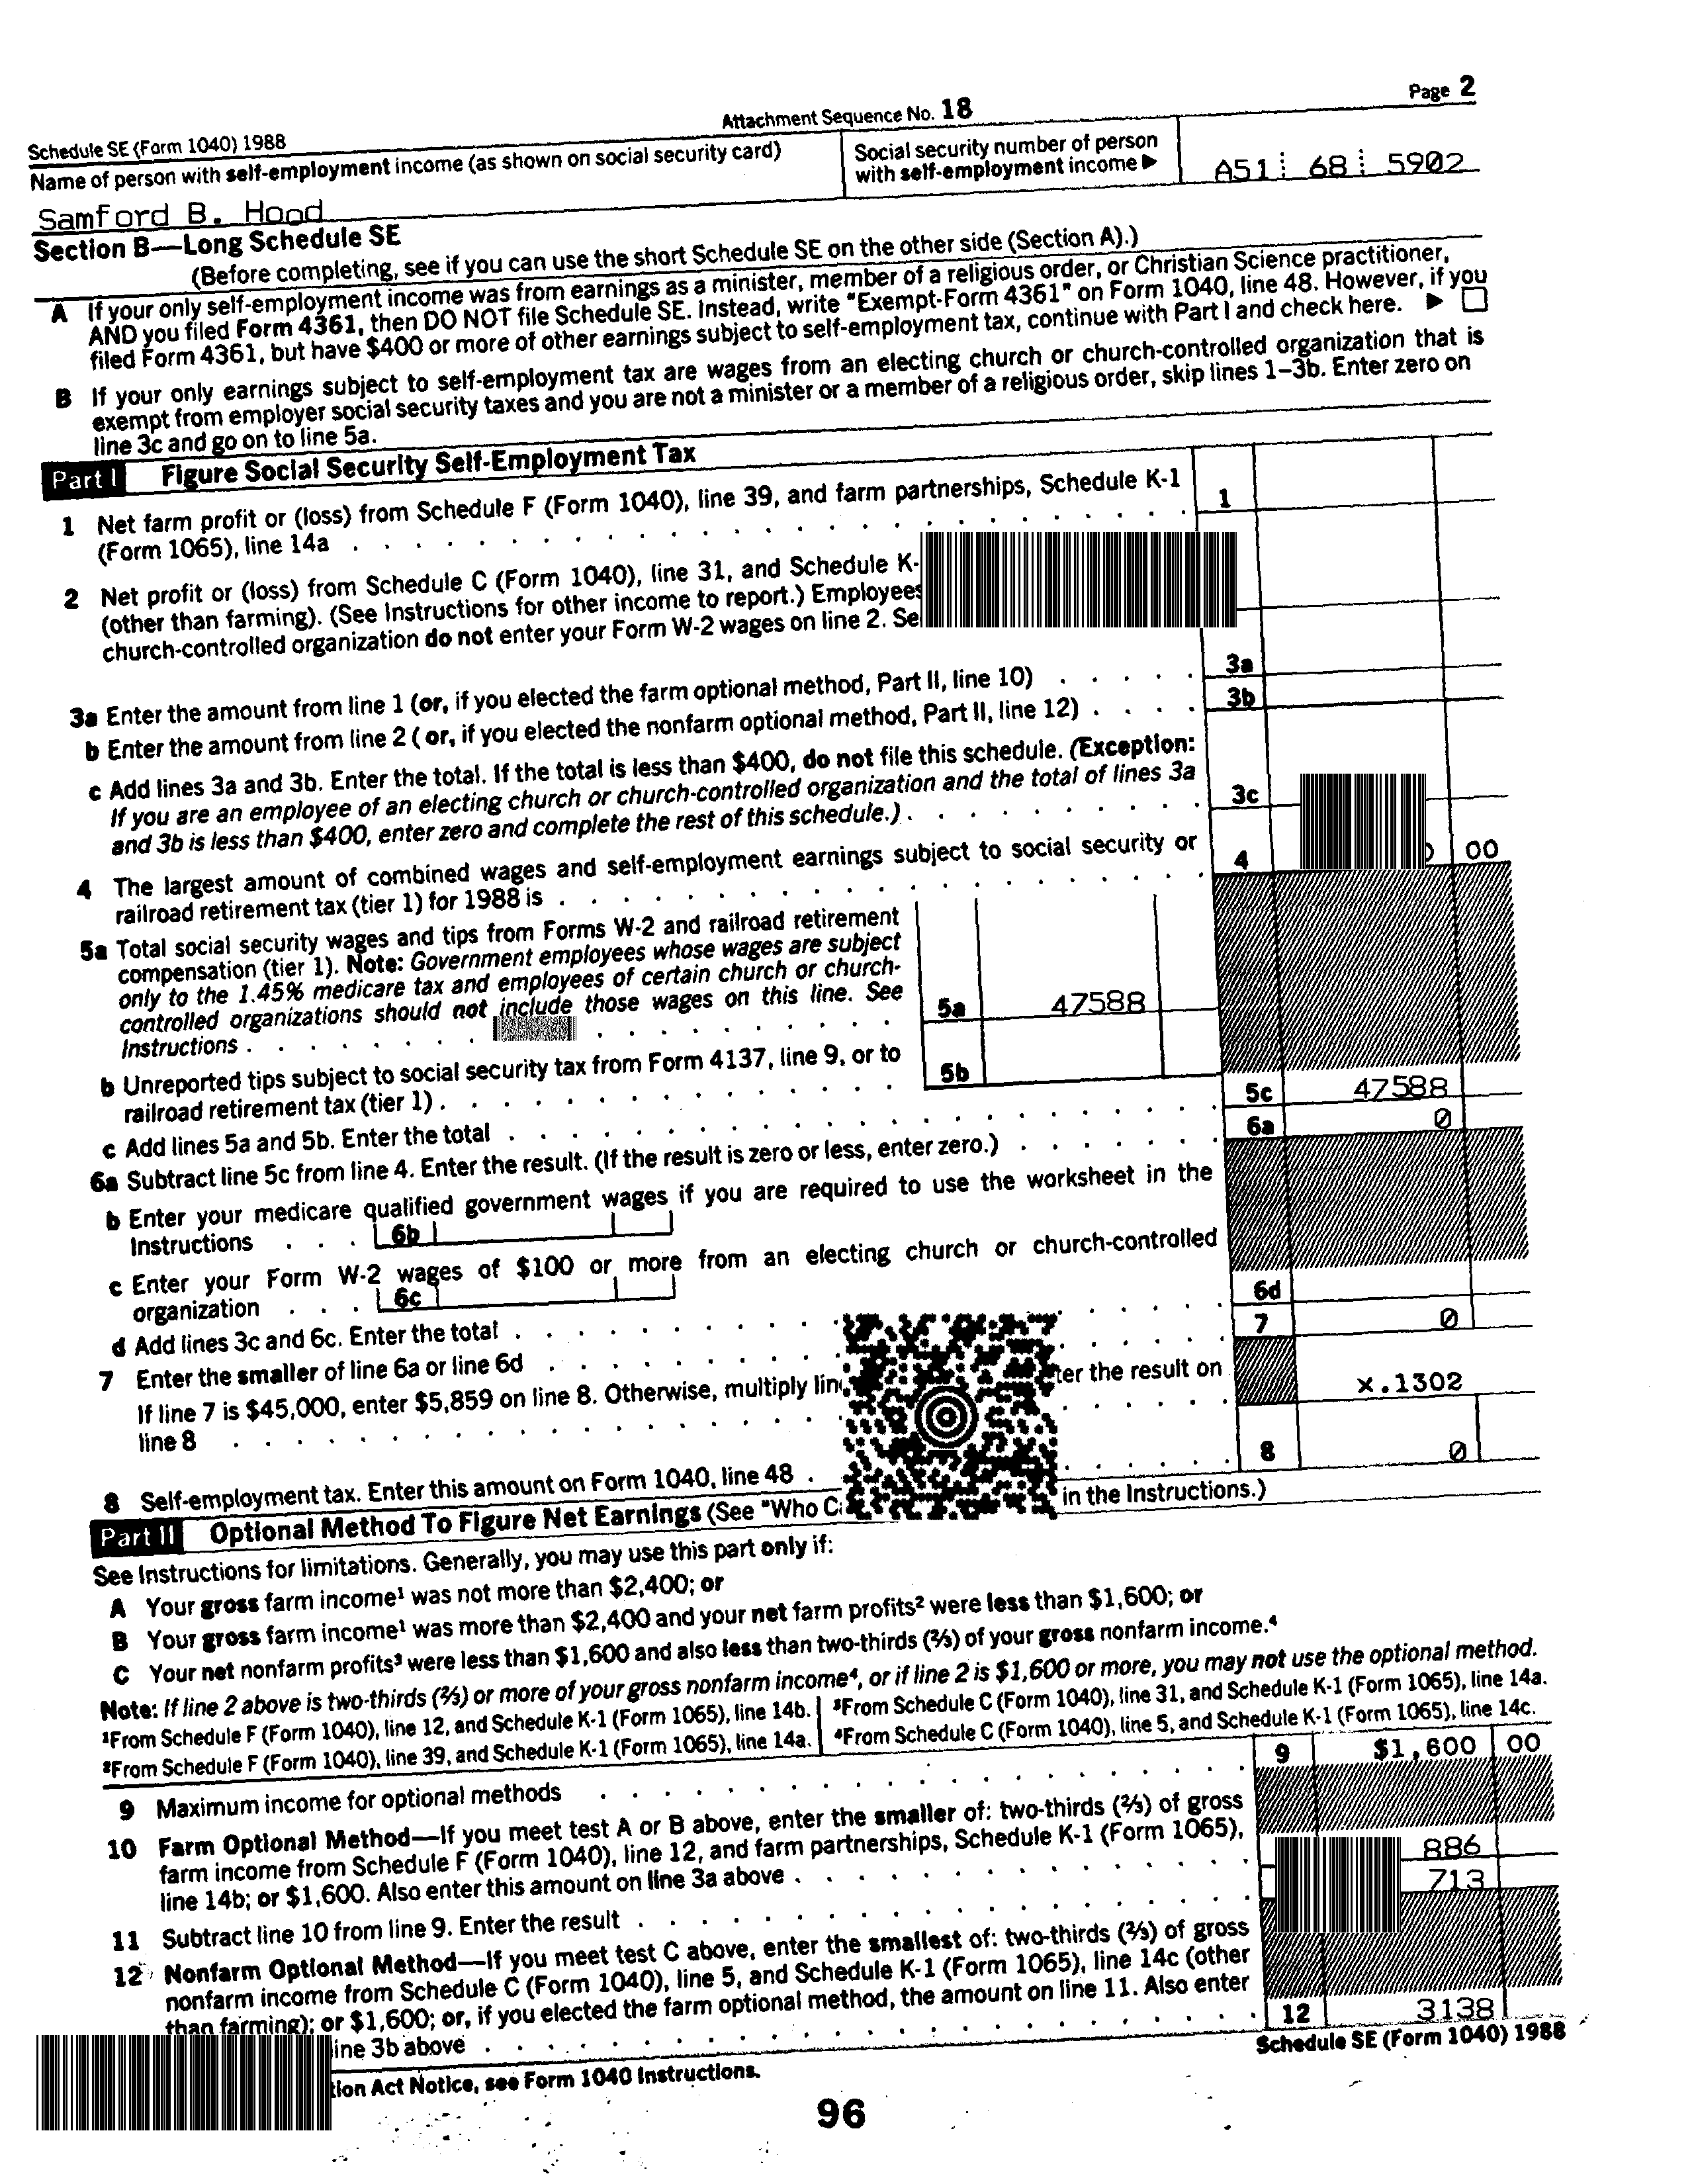 Page 2
Attachment Sequence No. 18
Schedule SE (Form 1040) 1988
Name of person with self-employment income (as shown on social security card)
Social security number of person
with self-employment income ▶
A51 68 5902
Samford B. Hood
Section B—Long Schedule SE
(Before completing, see if you can use the short Schedule SE on the other side (Section A).)
A If your only self-employment income was from earnings as a minister, member of a religious order, or Christian Science practitioner,
AND you filed Form 4361, then DO NOT file Schedule SE. Instead, write "Exempt-Form 4361" on Form 1040, line 48. However, if you
filed Form 4361, but have $400 or more of other earnings subject to self-employment tax, continue with Part I and check here. ▶
B If your only earnings subject to self-employment tax are wages from an electing church or church-controlled organization that is
exempt from employer social security taxes and you are not a minister or a member of a religious order, skip lines 1–3b. Enter zero on
line 3c and go on to line 5a.
Part I Figure Social Security Self-Employment Tax
1 Net farm profit or (loss) from Schedule F (Form 1040), line 39, and farm partnerships, Schedule K-1
(Form 1065), line 14a . . . 1
2 Net profit or (loss) from Schedule C (Form 1040), line 31, and Schedule K-
(other than farming). (See Instructions for other income to report.) Employees
church-controlled organization do not enter your Form W-2 wages on line 2. Se
3a Enter the amount from line 1 (or, if you elected the farm optional method, Part II, line 10) . . . 3a
b Enter the amount from line 2 (or, if you elected the nonfarm optional method, Part II, line 12) . . . 3b
c Add lines 3a and 3b. Enter the total. If the total is less than $400, do not file this schedule. (Exception:
If you are an employee of an electing church or church-controlled organization and the total of lines 3a
and 3b is less than $400, enter zero and complete the rest of this schedule.) . . . 3c
4 The largest amount of combined wages and self-employment earnings subject to social security or
railroad retirement tax (tier 1) for 1988 is . . . 4 00
5a Total social security wages and tips from Forms W-2 and railroad retirement
compensation (tier 1). Note: Government employees whose wages are subject
only to the 1.45% medicare tax and employees of certain church or church-
controlled organizations should not include those wages on this line. See
Instructions . . . 5a 47588
b Unreported tips subject to social security tax from Form 4137, line 9, or to
railroad retirement tax (tier 1) . . . 5b
c Add lines 5a and 5b. Enter the total . . . 5c 47588
6a Subtract line 5c from line 4. Enter the result. (If the result is zero or less, enter zero.) . . . 6a 0
b Enter your medicare qualified government wages if you are required to use the worksheet in the
Instructions . . . 6b
c Enter your Form W-2 wages of $100 or more from an electing church or church-controlled
organization . . . 6c
d Add lines 3c and 6c. Enter the total . . . 6d
7 Enter the smaller of line 6a or line 6d . . . 7 0
If line 7 is $45,000, enter $5,859 on line 8. Otherwise, multiply lin ter the result on
line 8 . . . x.1302
8 Self-employment tax. Enter this amount on Form 1040, line 48 . . . 8 0
Part II Optional Method To Figure Net Earnings (See "Who C in the Instructions.)
See Instructions for limitations. Generally, you may use this part only if:
A Your gross farm income¹ was not more than $2,400; or
B Your gross farm income¹ was more than $2,400 and your net farm profits² were less than $1,600; or
C Your net nonfarm profits³ were less than $1,600 and also less than two-thirds (⅔) of your gross nonfarm income.⁴
Note: If line 2 above is two-thirds (⅔) or more of your gross nonfarm income⁴, or if line 2 is $1,600 or more, you may not use the optional method.
¹From Schedule F (Form 1040), line 12, and Schedule K-1 (Form 1065), line 14b.
³From Schedule C (Form 1040), line 31, and Schedule K-1 (Form 1065), line 14a.
²From Schedule F (Form 1040), line 39, and Schedule K-1 (Form 1065), line 14a.
⁴From Schedule C (Form 1040), line 5, and Schedule K-1 (Form 1065), line 14c.
9 Maximum income for optional methods . . . 9 $1,600 00
10 Farm Optional Method—If you meet test A or B above, enter the smaller of: two-thirds (⅔) of gross
farm income from Schedule F (Form 1040), line 12, and farm partnerships, Schedule K-1 (Form 1065),
line 14b; or $1,600. Also enter this amount on line 3a above . . . 886
11 Subtract line 10 from line 9. Enter the result . . . 713
12 Nonfarm Optional Method—If you meet test C above, enter the smallest of: two-thirds (⅔) of gross
nonfarm income from Schedule C (Form 1040), line 5, and Schedule K-1 (Form 1065), line 14c (other
than farming); or $1,600; or, if you elected the farm optional method, the amount on line 11. Also enter
ine 3b above . . . 12 3138
Schedule SE (Form 1040) 1988
tion Act Notice, see Form 1040 Instructions.
96